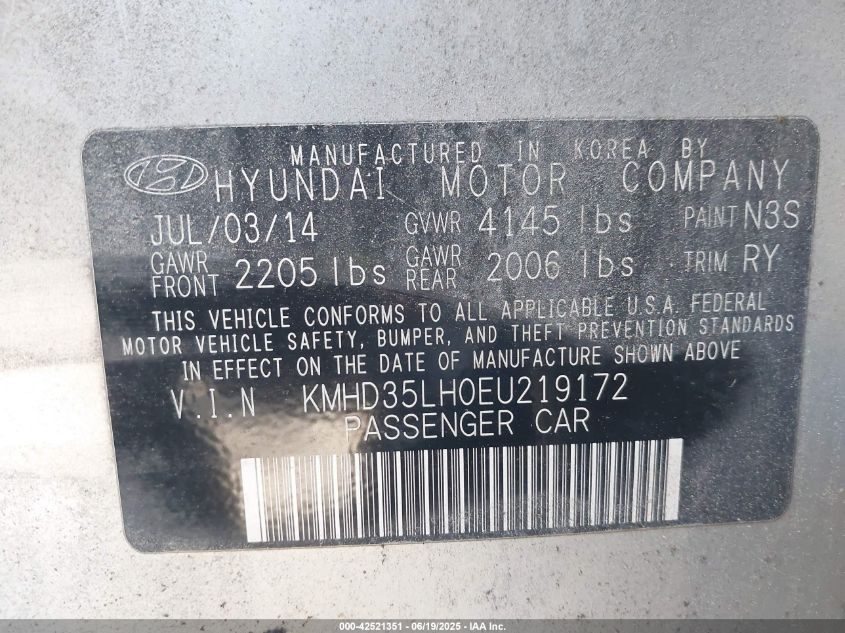 MANUFACTURED IN KOREA BY
HYUNDAI MOTOR COMPANY
JUL/03/14 GVWR 4145 lbs PAINT N3S
GAWR FRONT 2205 lbs GAWR REAR 2006 lbs TRIM RY
THIS VEHICLE CONFORMS TO ALL APPLICABLE U.S.A. FEDERAL
MOTOR VEHICLE SAFETY, BUMPER, AND THEFT PREVENTION STANDARDS
IN EFFECT ON THE DATE OF MANUFACTURE SHOWN ABOVE
V.I.N KMHD35LH0EU219172
PASSENGER CAR
000-42521351 - 06/19/2025 - IAAI Inc.